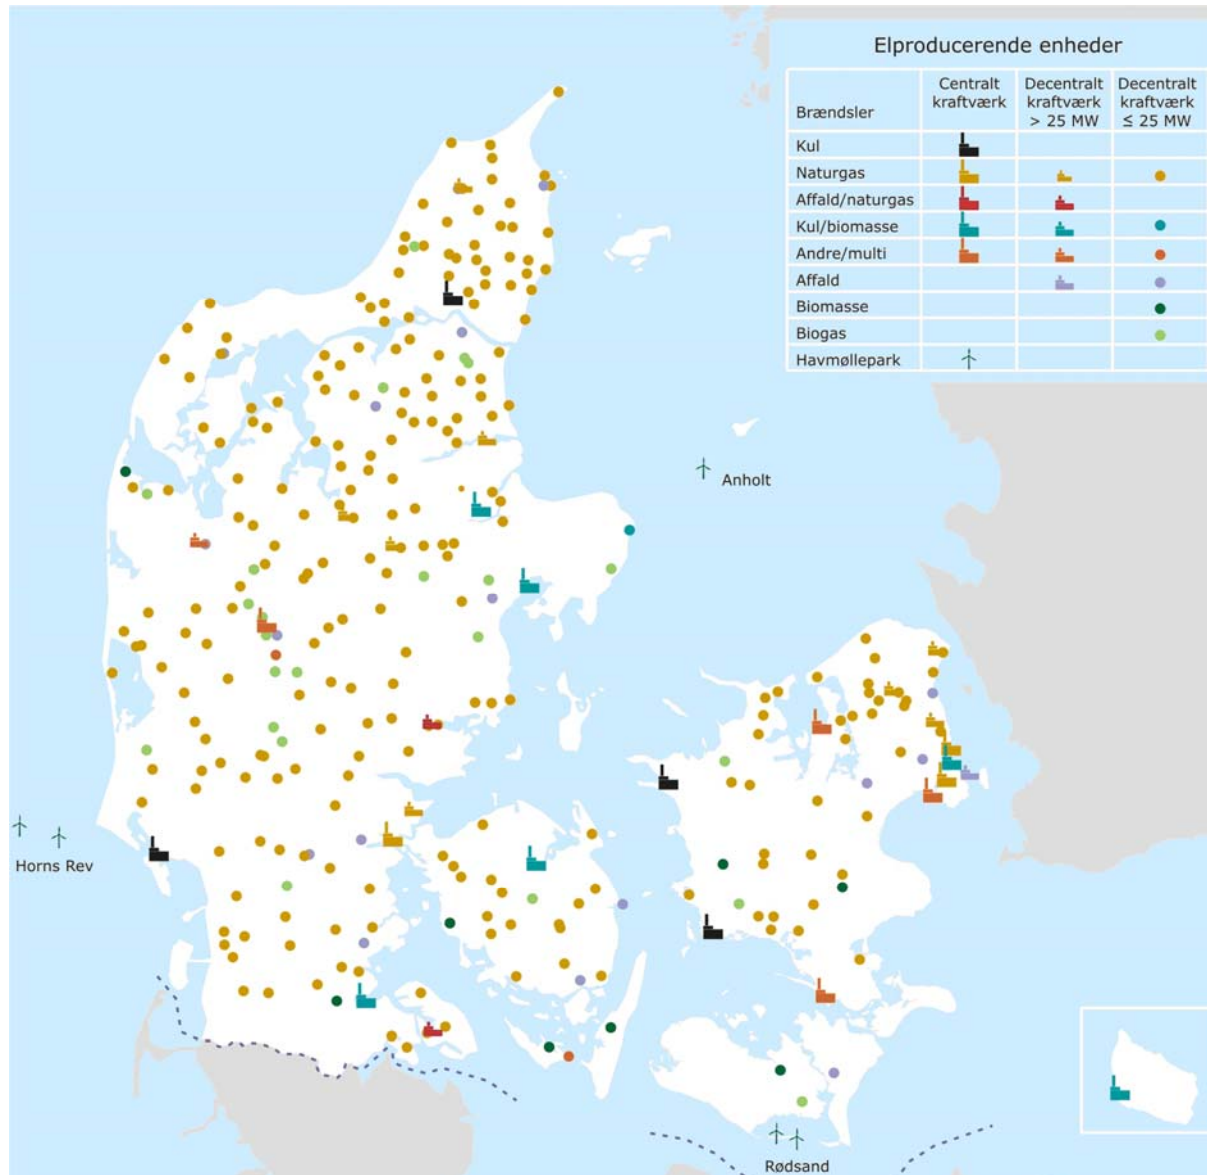 Elproducerende enheder
Brændsler
Centralt
kraftværk
Decentralt
kraftværk
> 25 MW
Decentralt
kraftværk
≤ 25 MW
Kul
Naturgas
Affald/naturgas
Kul/biomasse
Andre/multi
Affald
Biomasse
Biogas
Havmøllepark
Anholt
Horns Rev
Rødsand